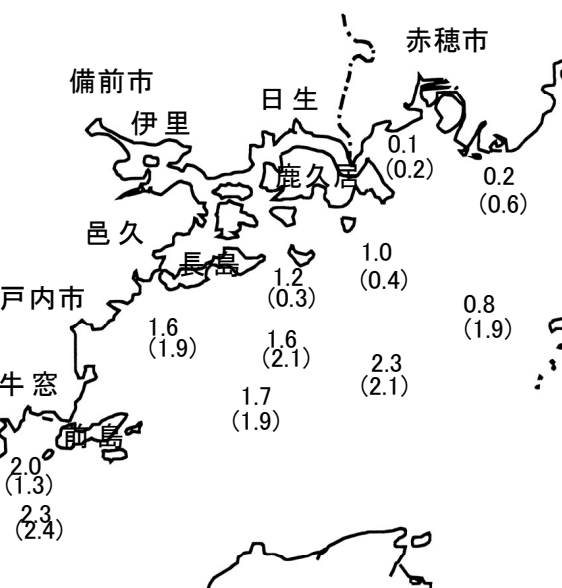 赤穂市
備前市
日生
伊里
0.1
(0.2)
鹿久居
0.2
(0.6)
邑久
1.0
(0.4)
長島
1.2
(0.3)
戸内市
0.8
(1.9)
1.6
(1.9)
1.6
(2.1)
2.3
(2.1)
牛窓
1.7
(1.9)
前島
2.0
(1.3)
2.3
(2.4)